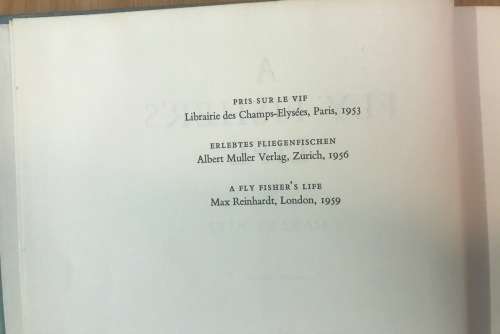 PRIS SUR LE VIF
Librairie des Champs-Elysées, Paris, 1953
ERLEBTES FLIEGENFISCHEN
Albert Muller Verlag, Zurich, 1956
A FLY FISHER'S LIFE
Max Reinhardt, London, 1959